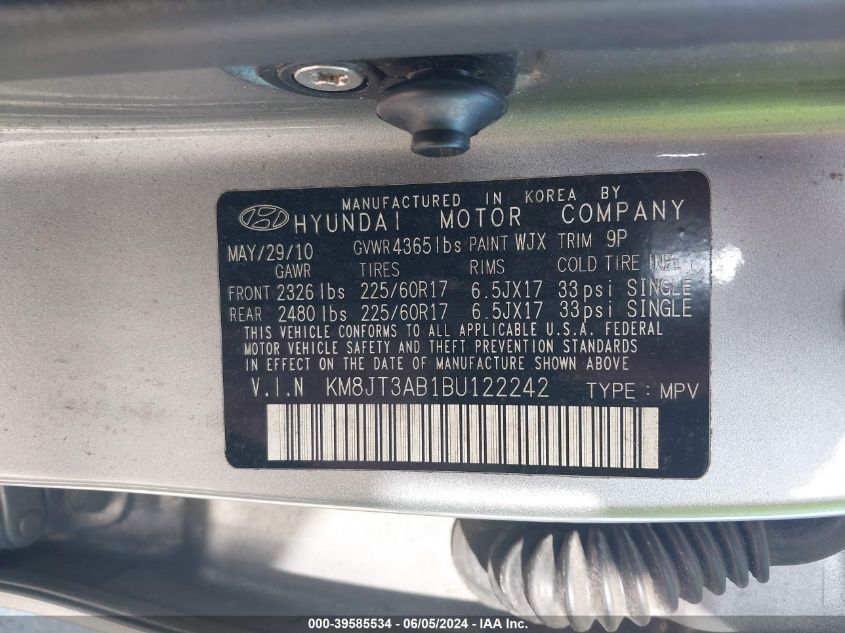 MANUFACTURED IN KOREA BY
HYUNDAI MOTOR COMPANY
MAY/29/10 GVWR 4365lbs PAINT WJX TRIM 9P
GAWR TIRES RIMS COLD TIRE INFL
FRONT 2326 lbs 225/60R17 6.5JX17 33psi SINGLE
REAR 2480 lbs 225/60R17 6.5JX17 33psi SINGLE
THIS VEHICLE CONFORMS TO ALL APPLICABLE U.S.A. FEDERAL
MOTOR VEHICLE SAFETY AND THEFT PREVENTION STANDARDS
IN EFFECT ON THE DATE OF MANUFACTURE SHOWN ABOVE
V.I.N KM8JT3AB1BU122242 TYPE : MPV
000-39585534 - 06/05/2024 - IAA Inc.